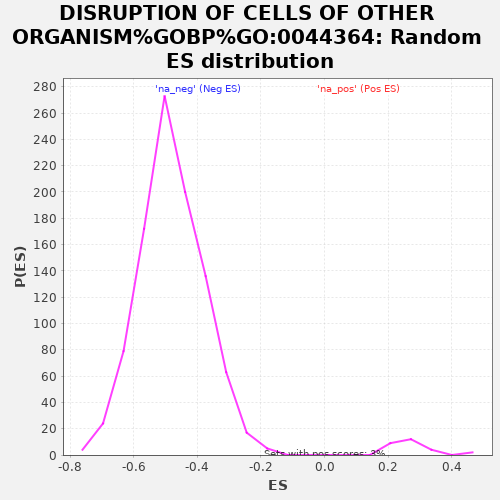 DISRUPTION OF CELLS OF OTHER
ORGANISM%GOBP%GO:0044364: Random
ES distribution
'na_neg' (Neg ES)
'na_pos' (Pos ES)
280
260
240
220
200
180
160
140
120
100
80
60
40
20
0
P(ES)
Sets with pos scores: 3%
-0.8
-0.6
-0.4
-0.2
0.0
0.2
0.4
ES